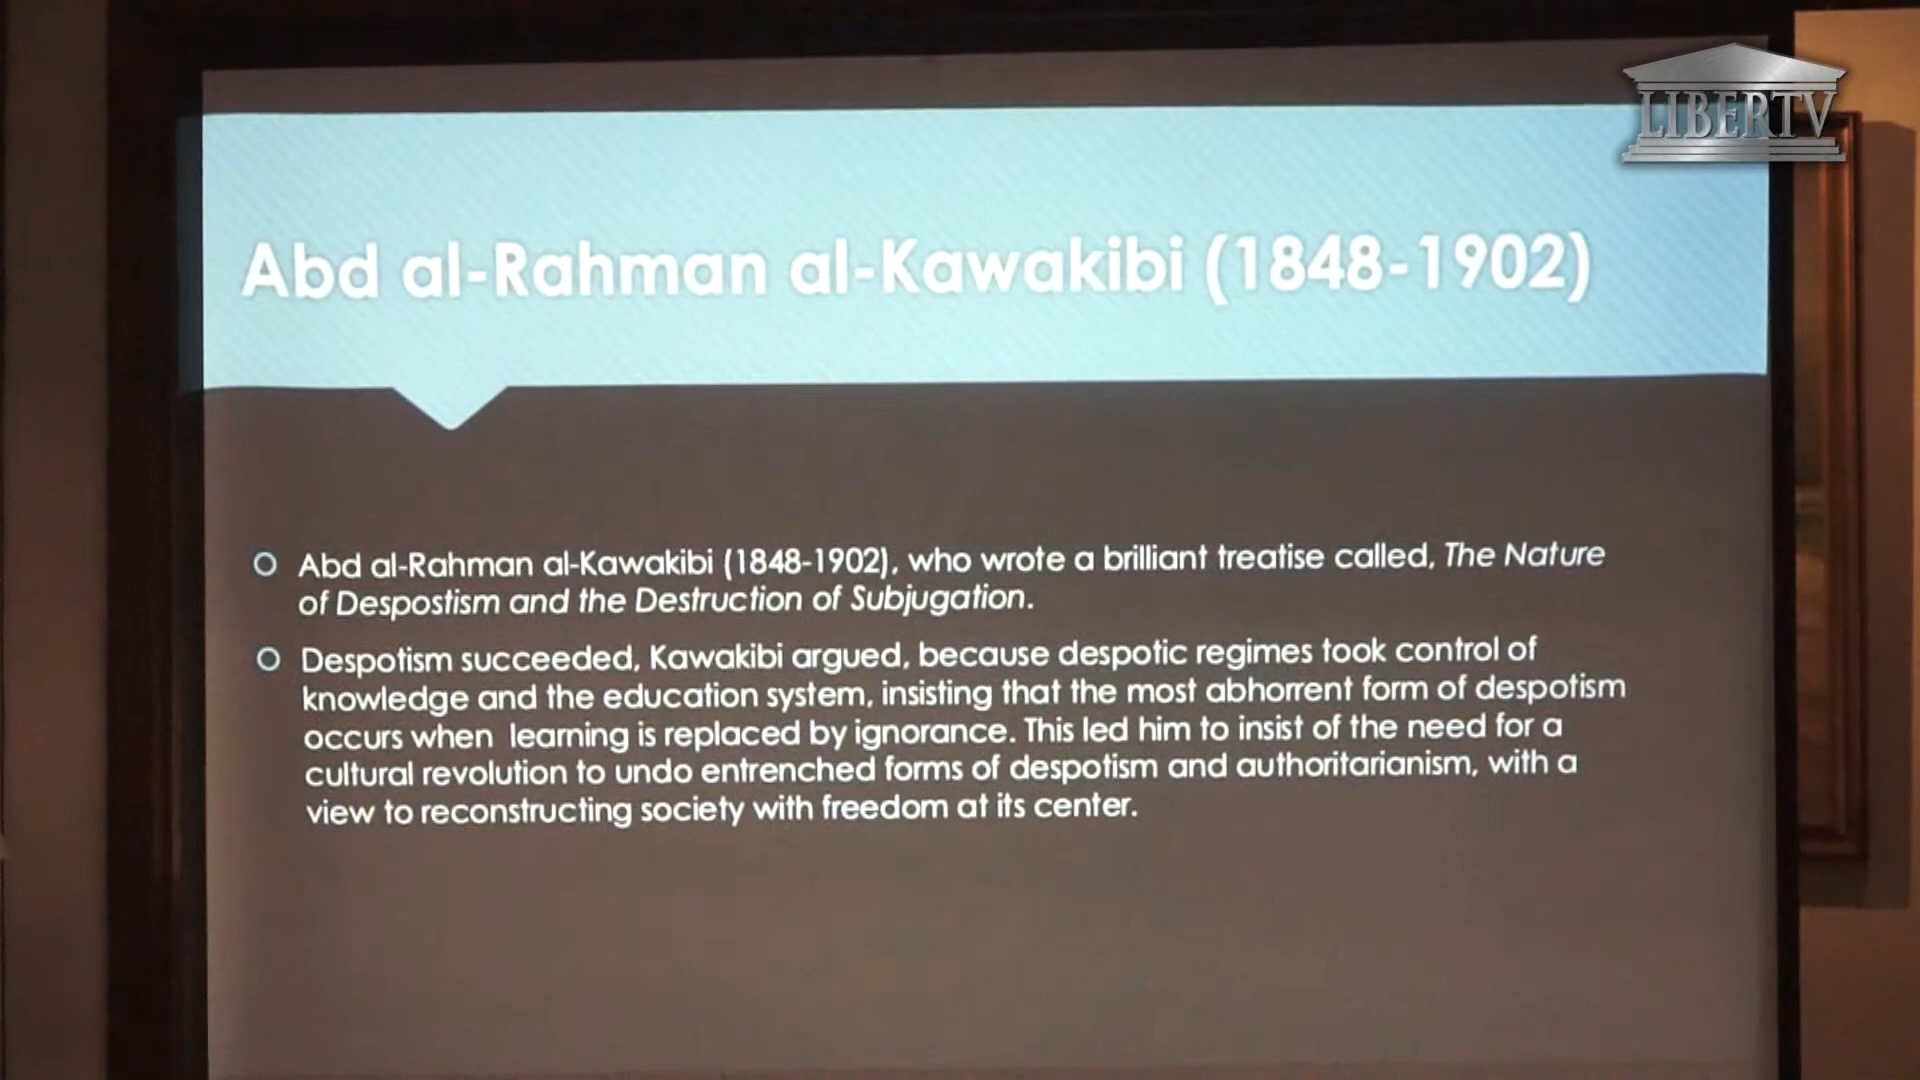 LIBERTV
Abd al-Rahman al-Kawakibi (1848-1902)
Abd al-Rahman al-Kawakibi (1848-1902), who wrote a brilliant treatise called, The Nature
of Despostism and the Destruction of Subjugation.
Despotism succeeded, Kawakibi argued, because despotic regimes took control of
knowledge and the education system, insisting that the most abhorrent form of despotism
occurs when learning is replaced by ignorance. This led him to insist of the need for a
cultural revolution to undo entrenched forms of despotism and authoritarianism, with a
view to reconstructing society with freedom at its center.